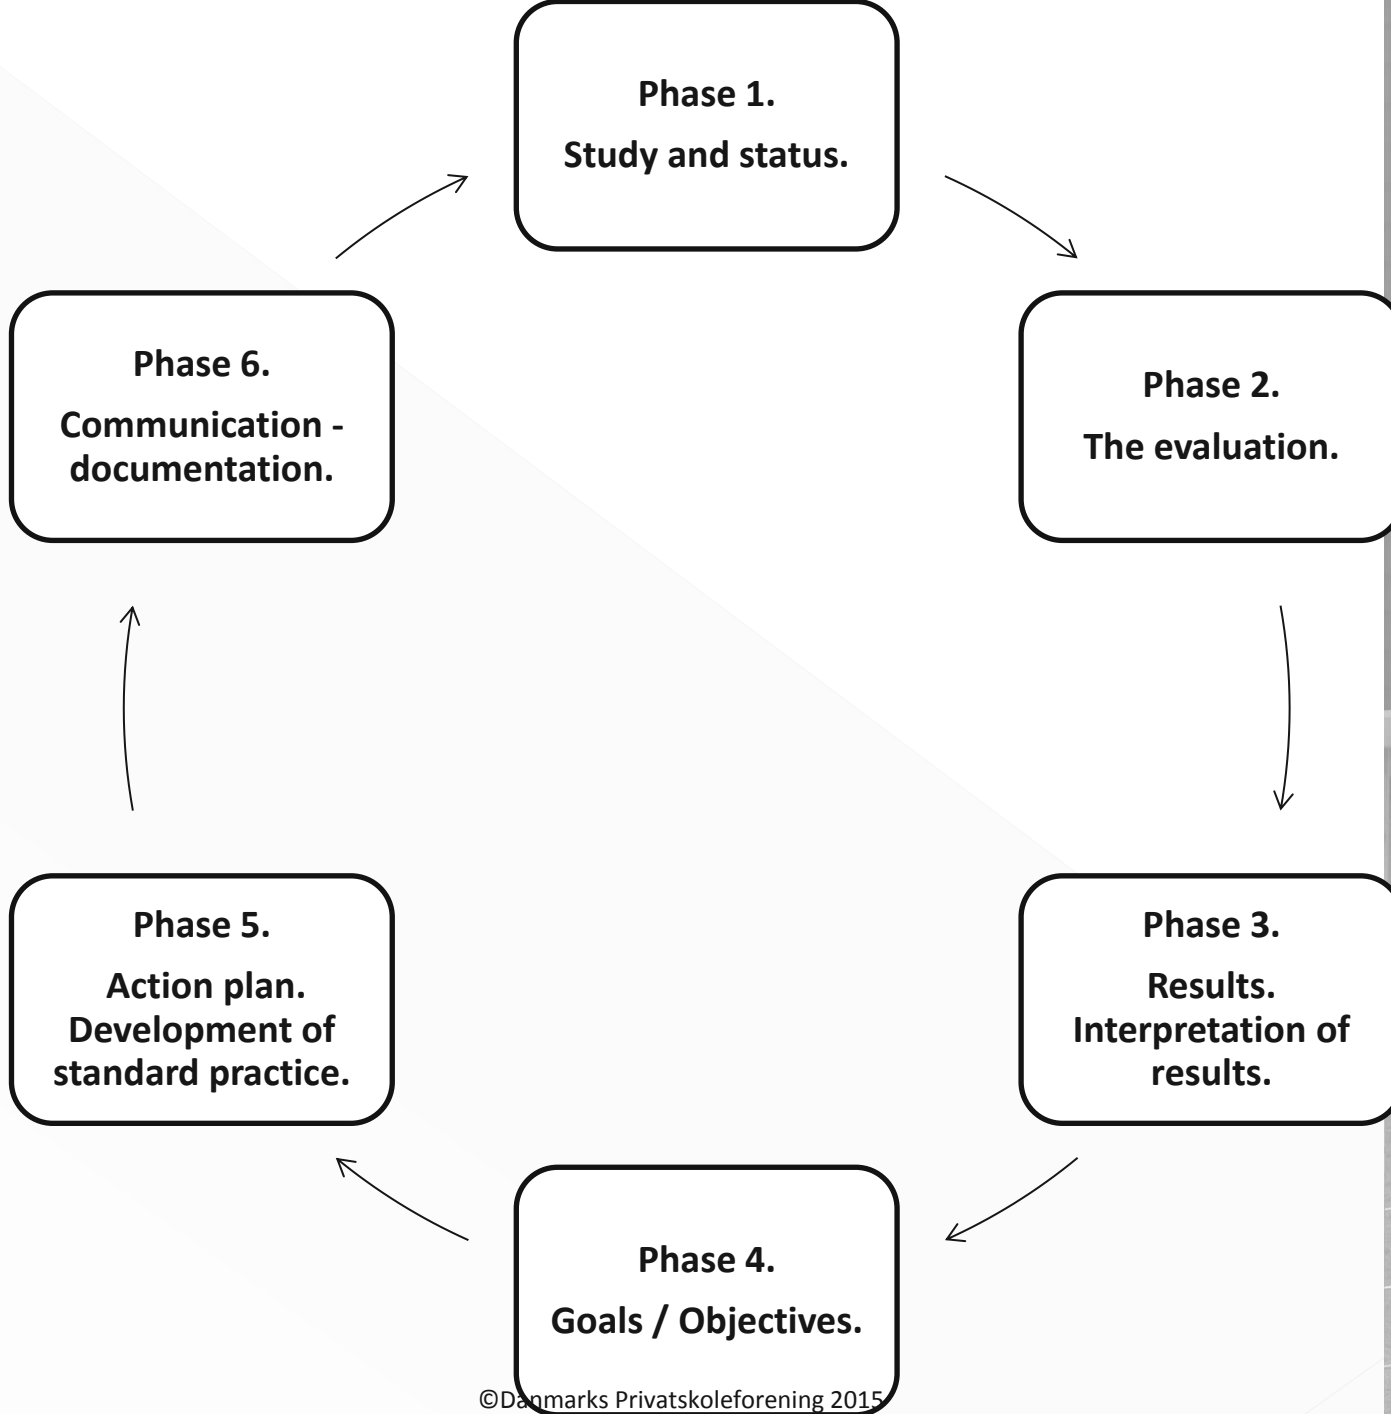 Phase 1.
Study and status.
Phase 2.
The evaluation.
Phase 3.
Results.
Interpretation of
results.
Phase 4.
Goals / Objectives.
Phase 5.
Action plan.
Development of
standard practice.
Phase 6.
Communication -
documentation.
©Danmarks Privatskoleforening 2015